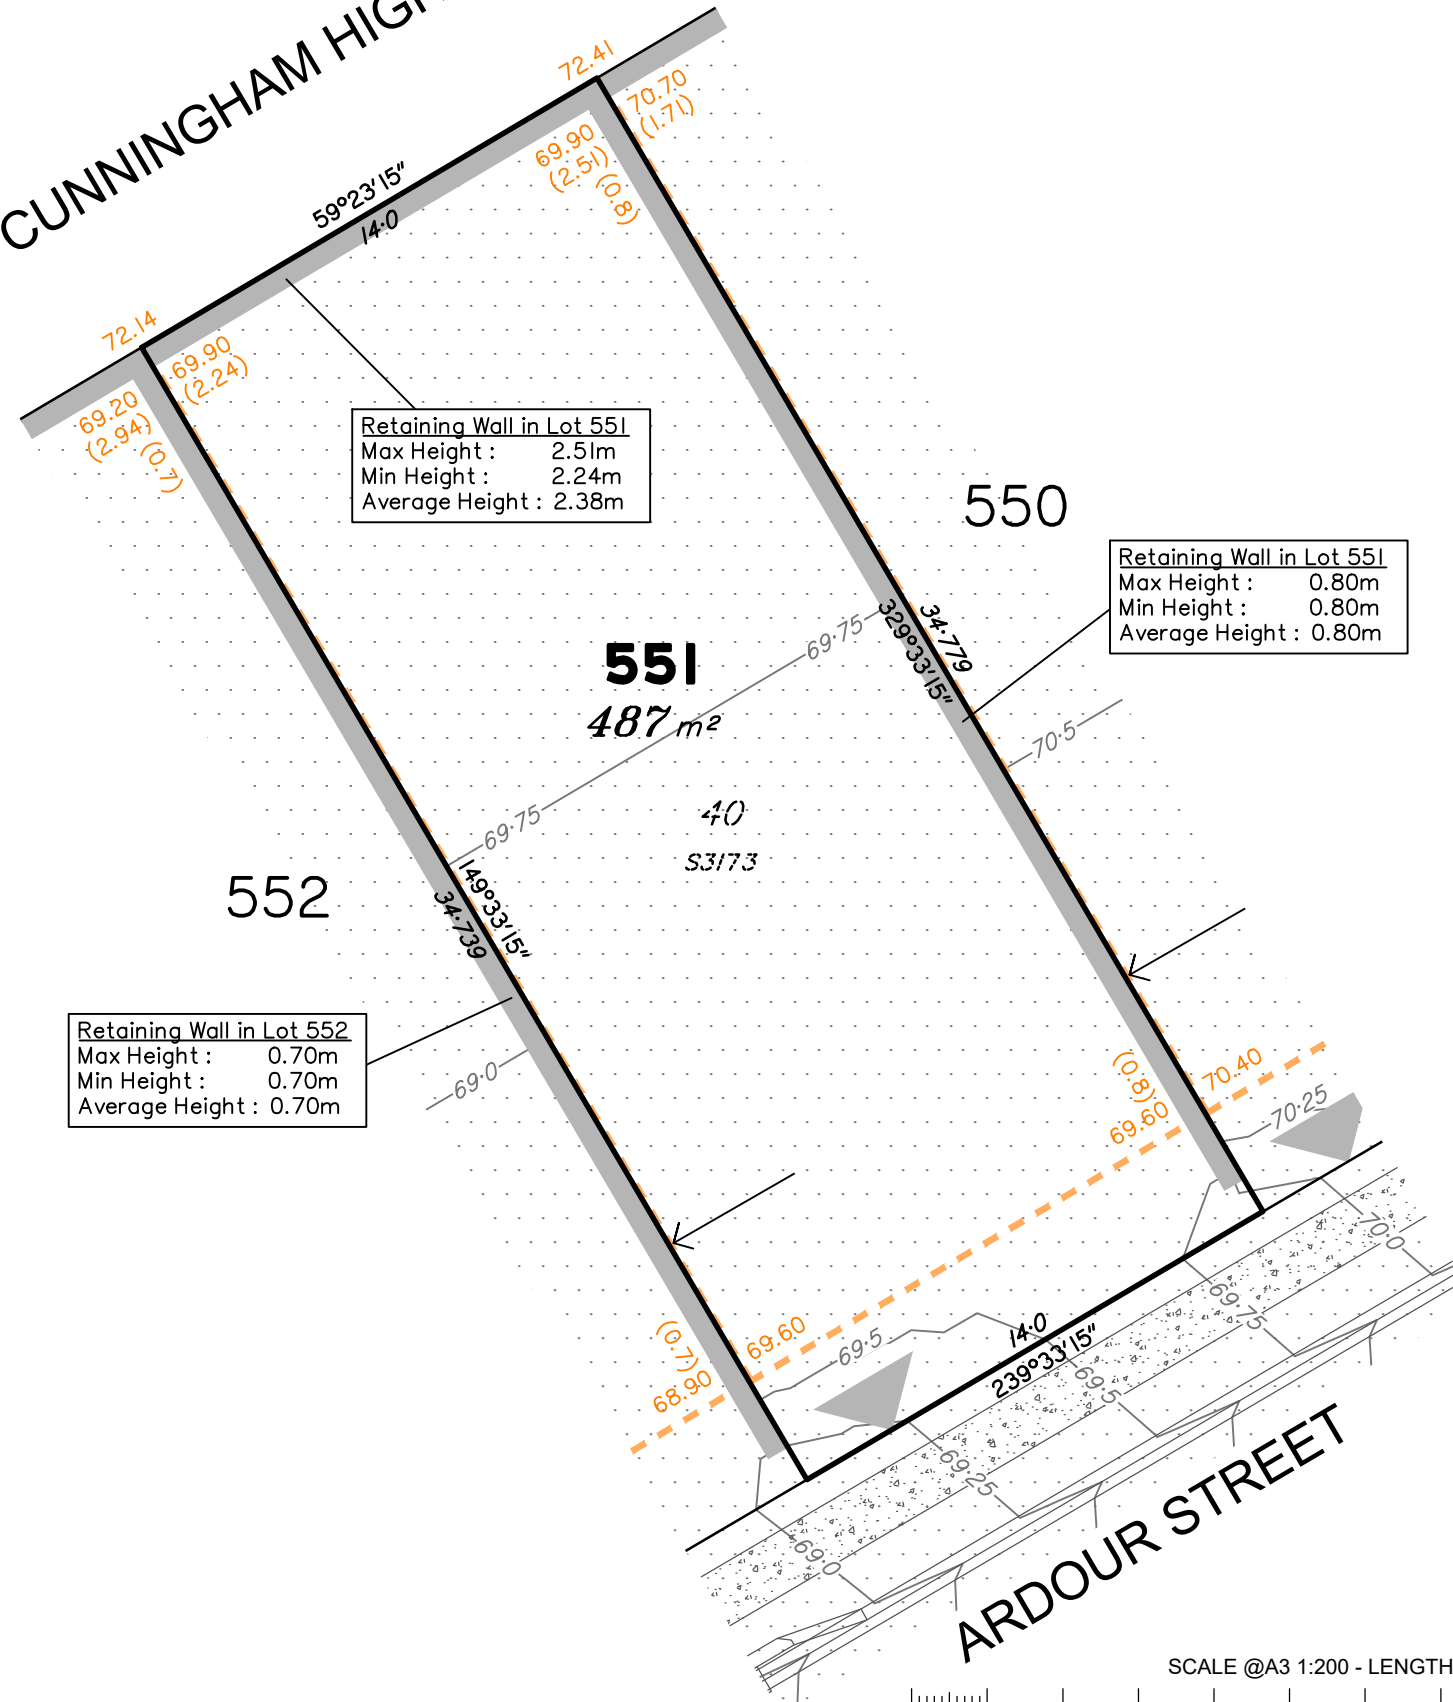 CUNNINGHAM HIGH
72.41
70.70
(1.71)
69.90
(2.51)
(0.8)
59°23'15"
14·0
72.14
69.90
(2.24)
69.20
(2.94)
(0.7)
Retaining Wall in Lot 551
Max Height : 2.51m
Min Height : 2.24m
Average Height : 2.38m
550
Retaining Wall in Lot 551
Max Height : 0.80m
Min Height : 0.80m
Average Height : 0.80m
34·779
329°33'15"
69·75
551
487 m²
70·5
40
S3173
69·75
552
149°33'15"
34·739
Retaining Wall in Lot 552
Max Height : 0.70m
Min Height : 0.70m
Average Height : 0.70m
69·0
(0.8)
70.40
69.60
70·25
70·0
69·75
(0.7)
69.60
68.90
69·5
14·0
239°33'15"
69·5
69·25
69·0
ARDOUR STREET
SCALE @A3 1:200 - LENGTH